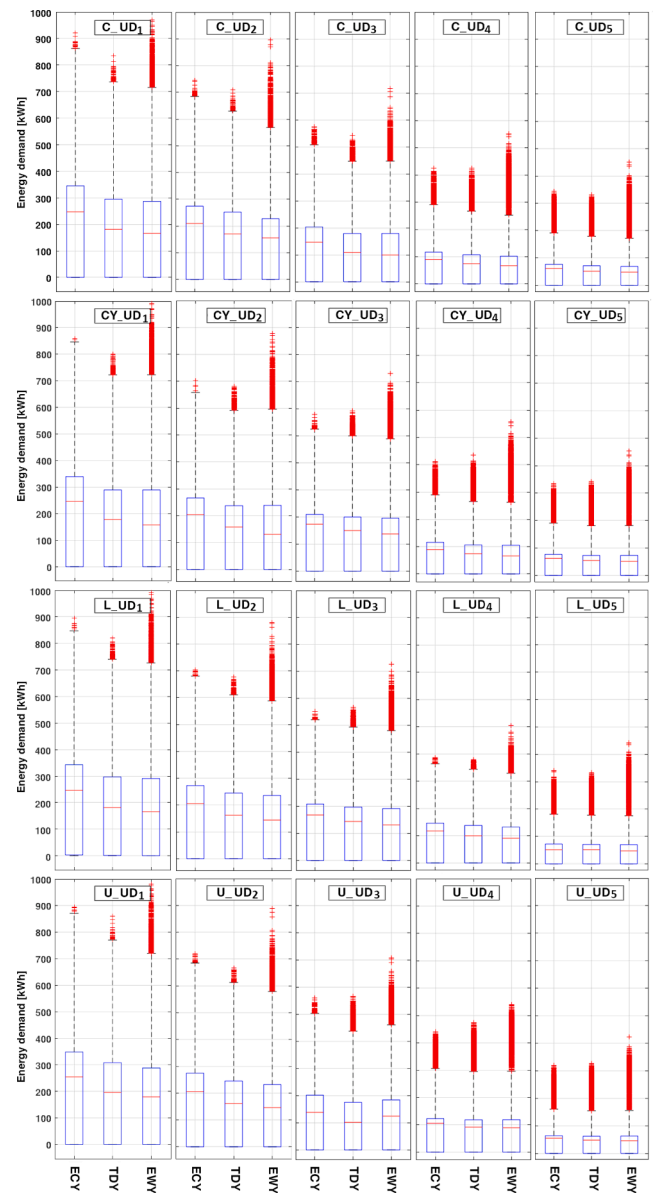 1000
900
800
700
600
500
400
300
200
100
0
Energy demand [kWh]
C_UD1
C_UD2
C_UD3
C_UD4
C_UD5
1000
900
800
700
600
500
400
300
200
100
0
Energy demand [kWh]
CY_UD1
CY_UD2
CY_UD3
CY_UD4
CY_UD5
1000
900
800
700
600
500
400
300
200
100
0
Energy demand [kWh]
L_UD1
L_UD2
L_UD3
L_UD4
L_UD5
1000
900
800
700
600
500
400
300
200
100
0
Energy demand [kWh]
U_UD1
U_UD2
U_UD3
U_UD4
U_UD5
ECY
TDY
EWY
ECY
TDY
EWY
ECY
TDY
EWY
ECY
TDY
EWY
ECY
TDY
EWY